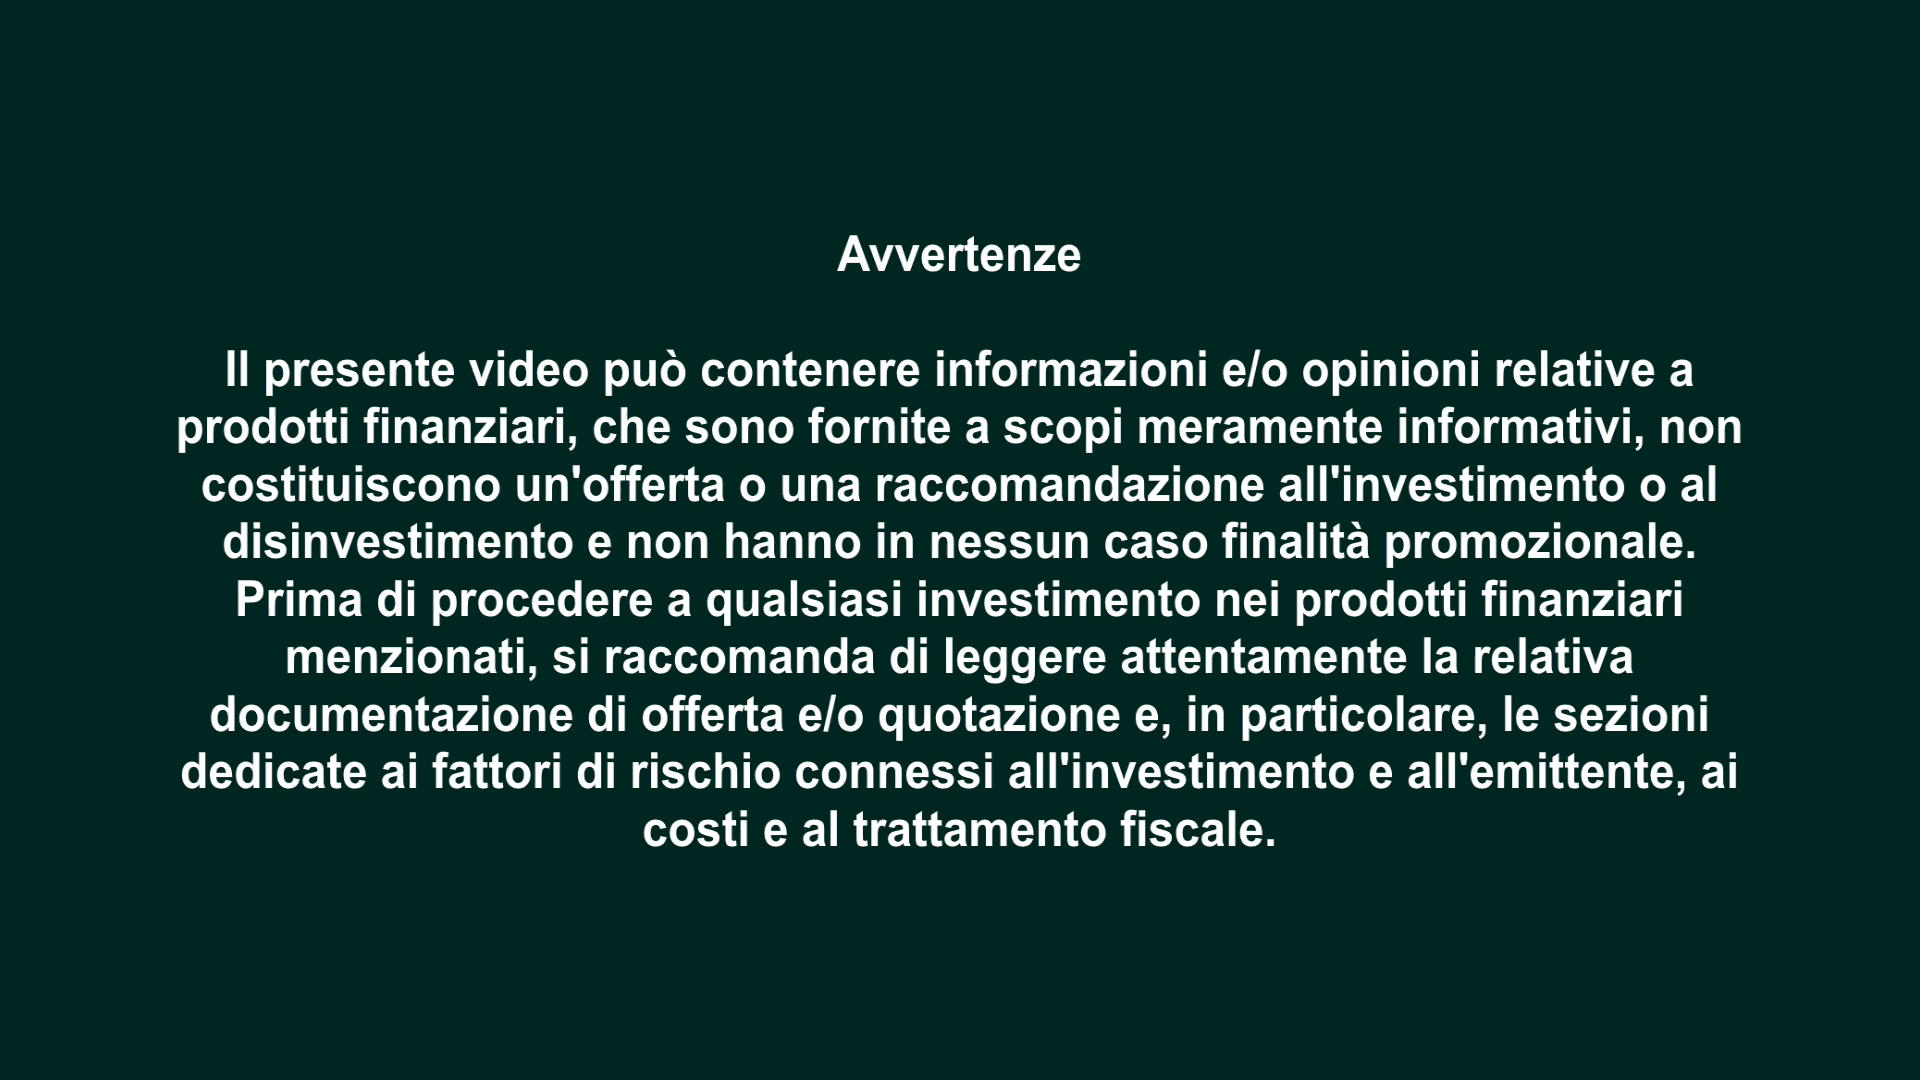 Avvertenze
Il presente video può contenere informazioni e/o opinioni relative a
prodotti finanziari, che sono fornite a scopi meramente informativi, non
costituiscono un'offerta o una raccomandazione all'investimento o al
disinvestimento e non hanno in nessun caso finalità promozionale.
Prima di procedere a qualsiasi investimento nei prodotti finanziari
menzionati, si raccomanda di leggere attentamente la relativa
documentazione di offerta e/o quotazione e, in particolare, le sezioni
dedicate ai fattori di rischio connessi all'investimento e all'emittente, ai
costi e al trattamento fiscale.